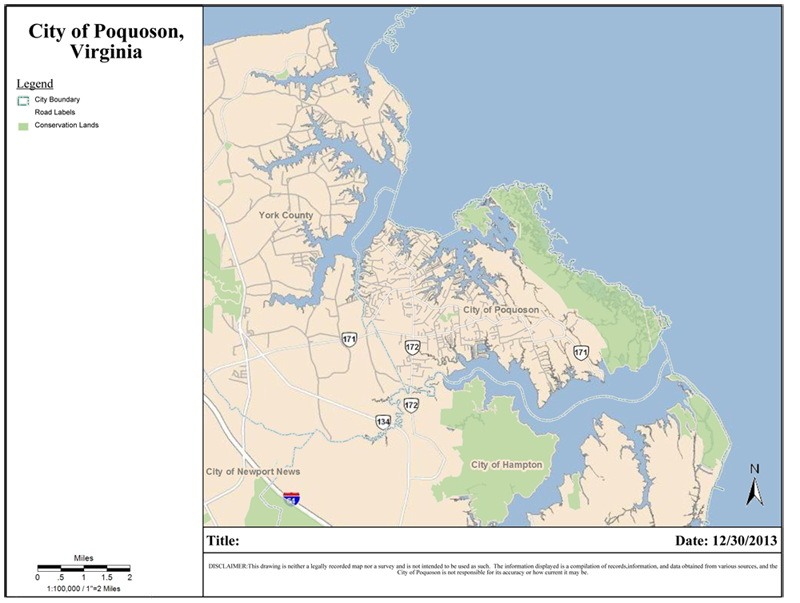 City of Poquoson,
Virginia
Legend
City Boundary
Road Labels
Conservation Lands
York County
City of Poquoson
171
172
171
172
134
City of Hampton
City of Newport News
64
N
Miles
0 .5 1 1.5 2
1:100,000 / 1"=2 Miles
Title:
Date: 12/30/2013
DISCLAIMER:This drawing is neither a legally recorded map nor a survey and is not intended to be used as such. The information displayed is a compilation of records,information, and data obtained from various sources, and the
City of Poquoson is not responsible for its accuracy or how current it may be.